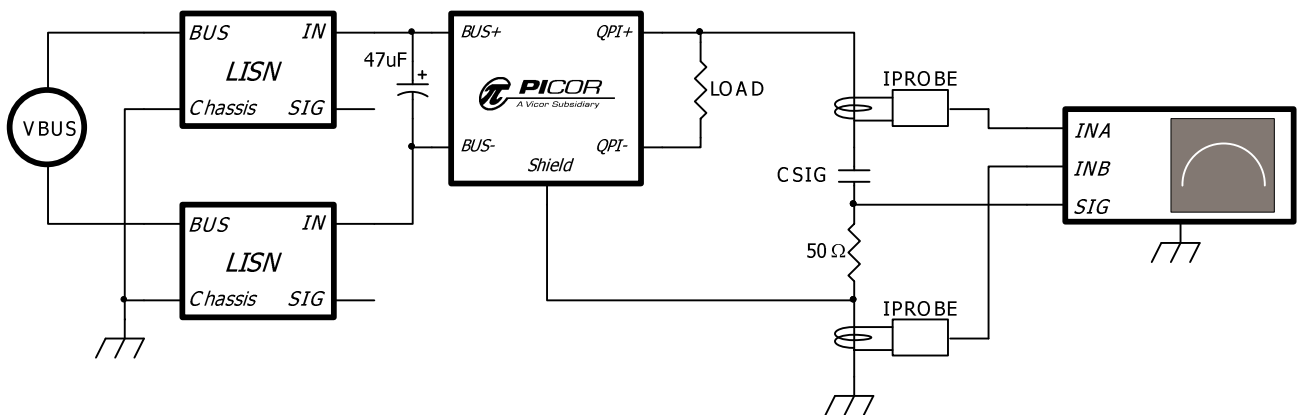 BUS IN
LISN
Chassis SIG
VBUS
47uF
+
BUS+ QPI+
π PICOR
A Vicor Subsidiary
BUS- QPI-
Shield
LOAD
IPROBE
CSIG
50 Ω
IPROBE
INA
INB
SIG
BUS IN
LISN
Chassis SIG